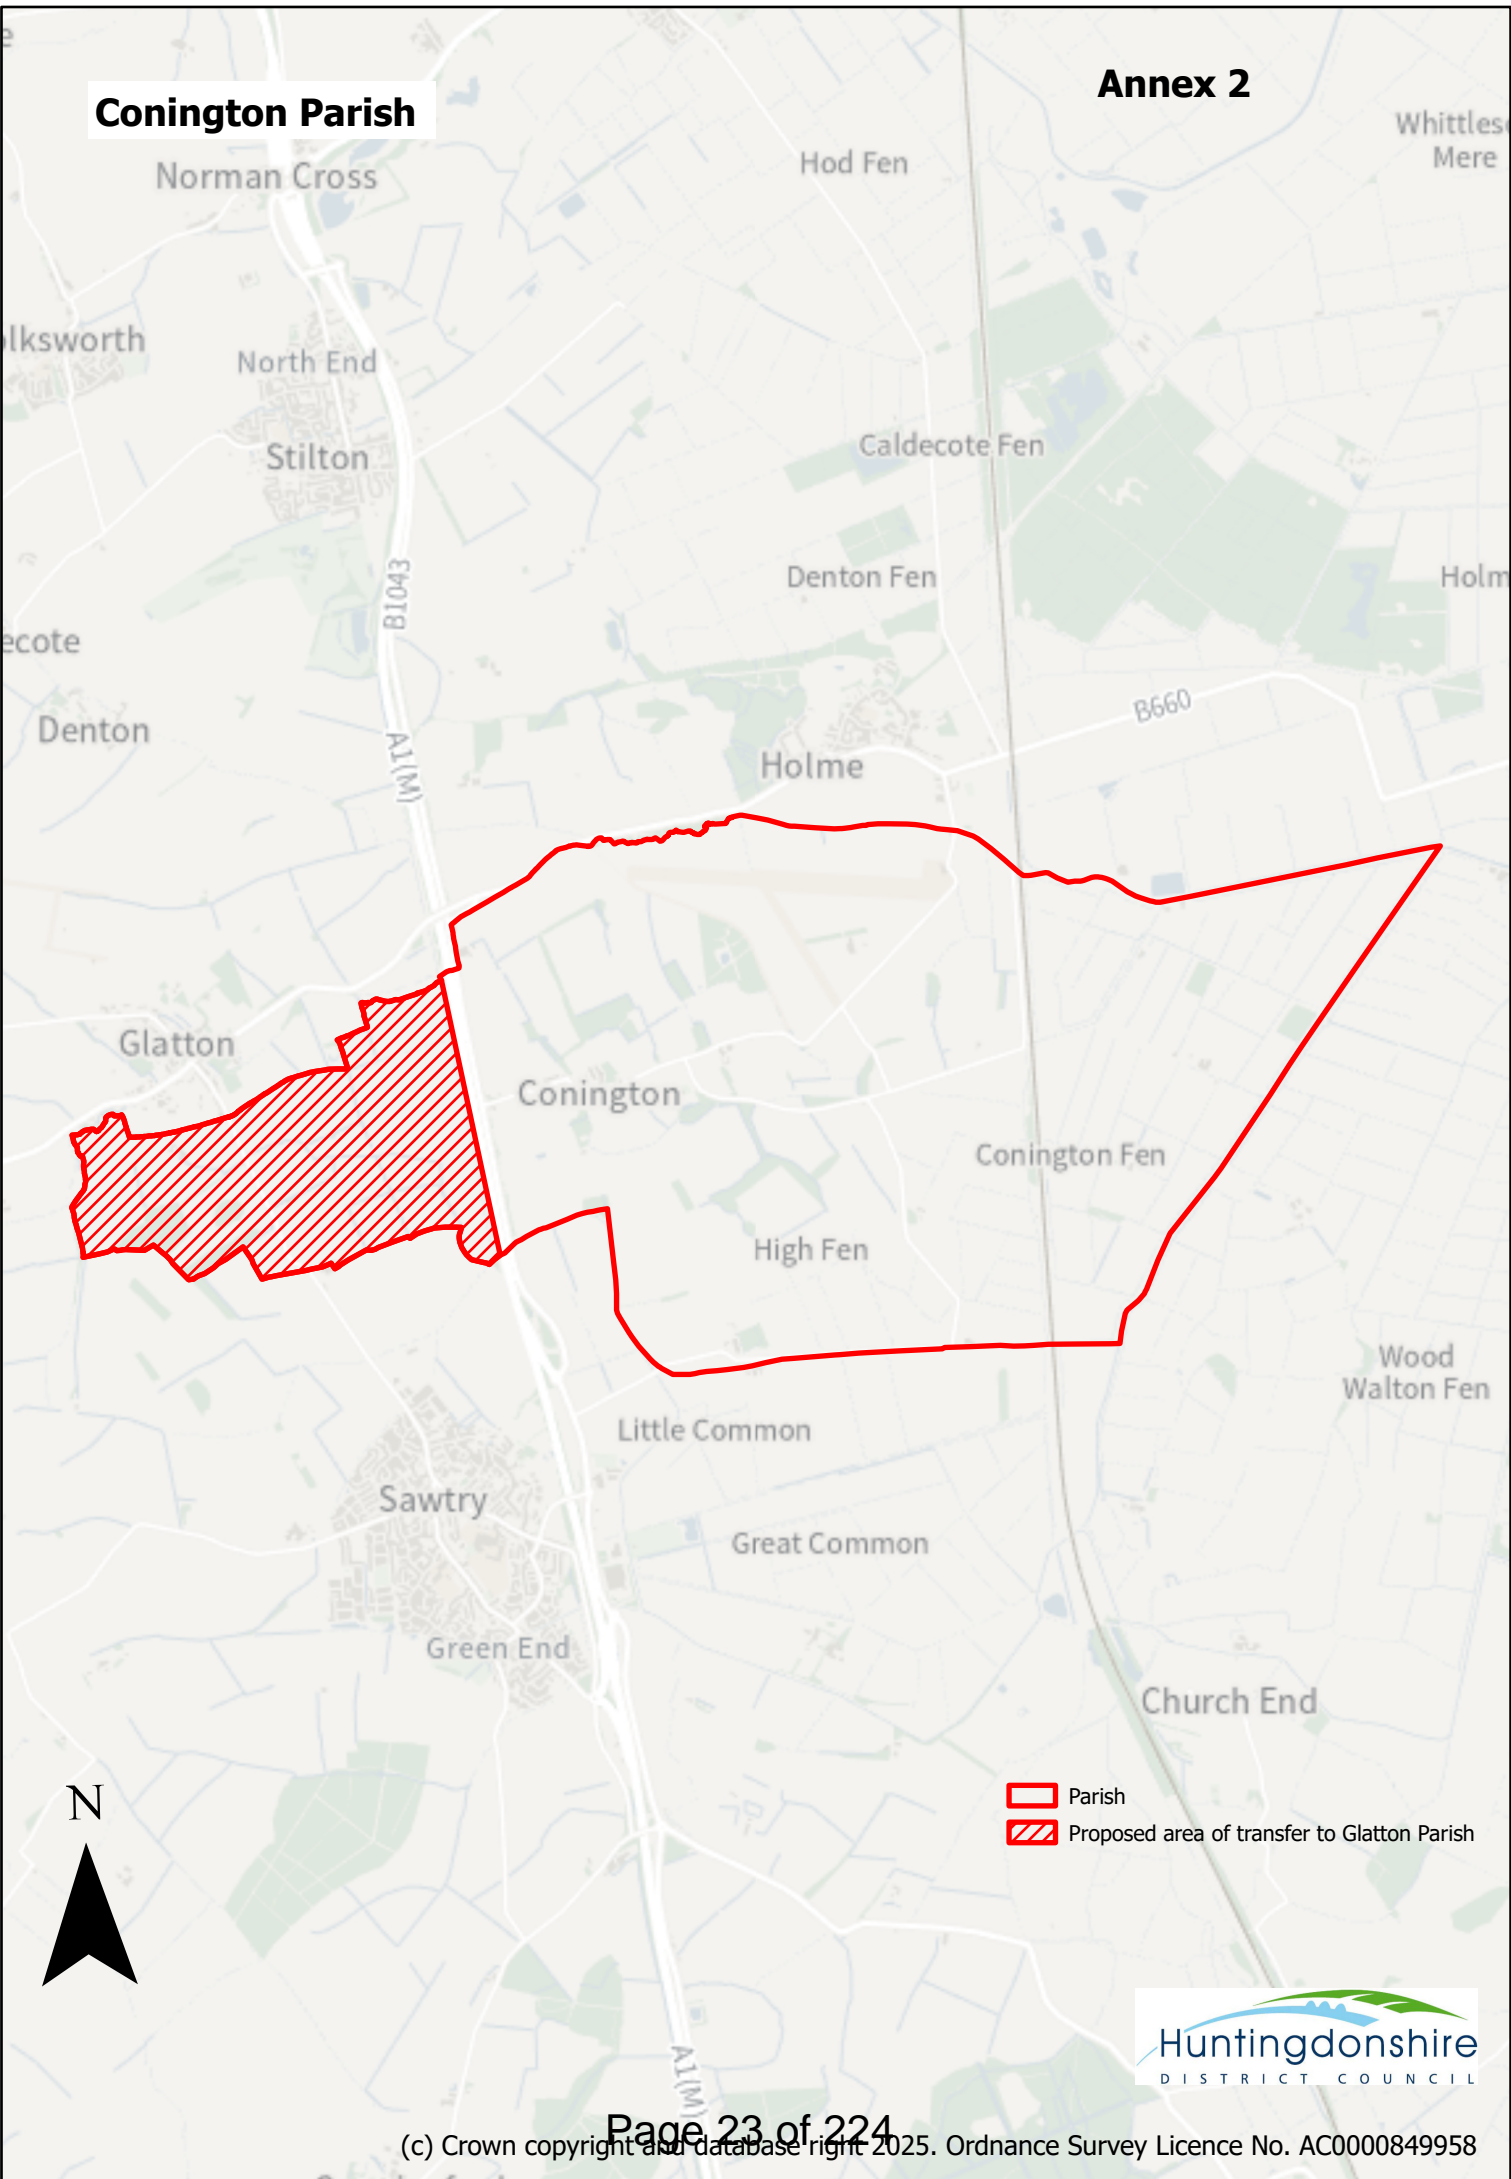 Annex 2
Conington Parish
Whittles
Mere
Hod Fen
Norman Cross
lksworth
North End
Stilton
Caldecote Fen
B1043
Denton Fen
Holm
ecote
Denton
B660
A1(M)
Holme
Glatton
Conington
Conington Fen
High Fen
Wood
Walton Fen
Little Common
Sawtry
Great Common
Green End
Church End
N
Parish
Proposed area of transfer to Glatton Parish
Huntingdonshire
DISTRICT COUNCIL
A1(M)
Page 23 of 224
(c) Crown copyright and database right 2025. Ordnance Survey Licence No. AC0000849958